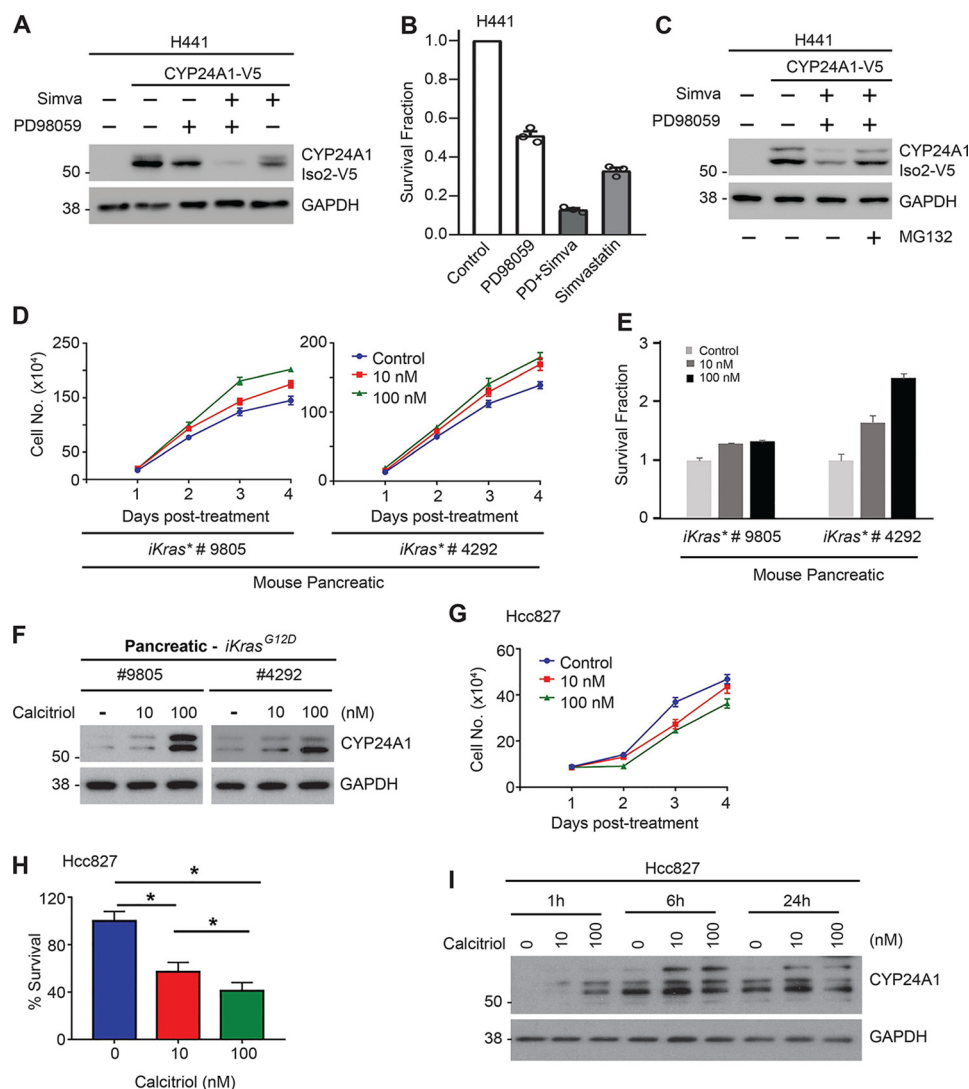 A
H441
CYP24A1-V5
Simva – – – + +
PD98059 – – + + –
50 -
CYP24A1
Iso2-V5
38 -
GAPDH
B
H441
Survival Fraction
1.0
0.8
0.6
0.4
0.2
0.0
Control
PD98059
PD+Simva
Simvastatin
C
H441
CYP24A1-V5
Simva – – + +
PD98059 – – + +
50 -
CYP24A1
Iso2-V5
38 -
GAPDH
– – – + MG132
D
Cell No. (x10⁴)
250
200
150
100
50
0
1 2 3 4
Days post-treatment
iKras* # 9805
200
100
0
Control
10 nM
100 nM
1 2 3 4
Days post-treatment
iKras* # 4292
Mouse Pancreatic
E
Survival Fraction
3
2
1
0
Control
10 nM
100 nM
iKras* # 9805
iKras* # 4292
Mouse Pancreatic
F
Pancreatic - iKras G12D
#9805 #4292
Calcitriol - 10 100 - 10 100 (nM)
50 -
CYP24A1
38 -
GAPDH
G
Hcc827
Cell No. (x10⁴)
60
40
20
0
Control
10 nM
100 nM
1 2 3 4
Days post-treatment
H
Hcc827
% Survival
120
80
40
0
*
* *
0 10 100
Calcitriol (nM)
I
Hcc827
1h 6h 24h
Calcitriol 0 10 100 0 10 100 0 10 100 (nM)
50 -
CYP24A1
38 -
GAPDH